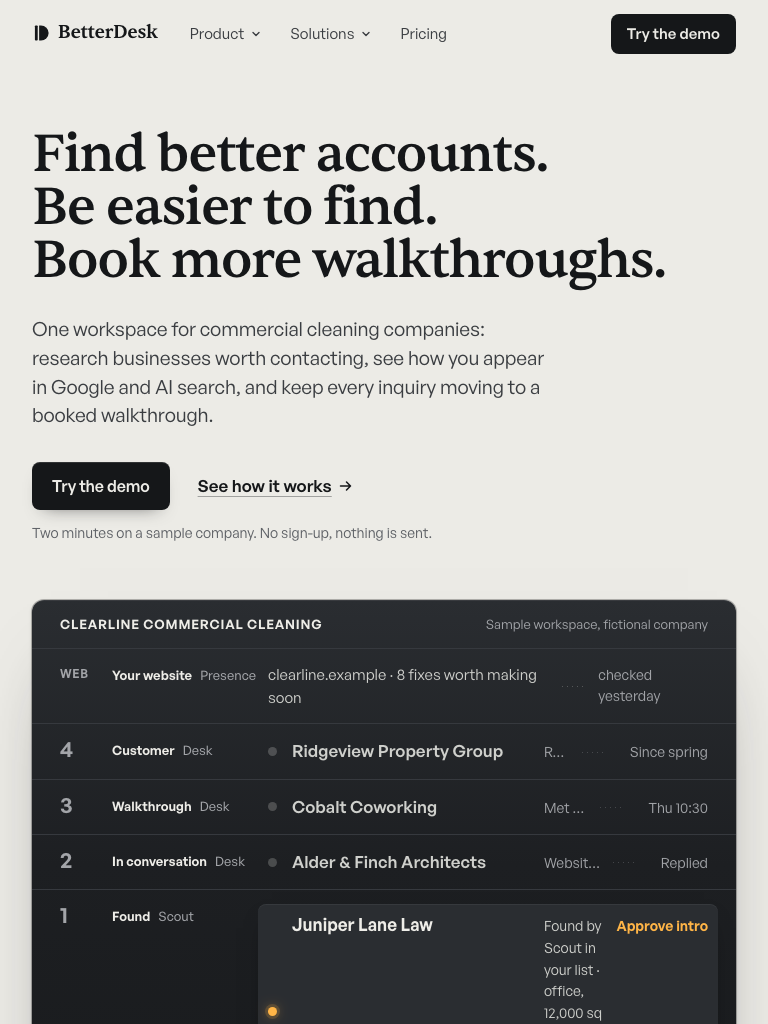 BetterDesk Product Solutions Pricing Try the demo
Find better accounts.
Be easier to find.
Book more walkthroughs.
One workspace for commercial cleaning companies:
research businesses worth contacting, see how you appear
in Google and AI search, and keep every inquiry moving to a
booked walkthrough.
Try the demo See how it works →
Two minutes on a sample company. No sign-up, nothing is sent.
CLEARLINE COMMERCIAL CLEANING Sample workspace, fictional company
WEB Your website Presence clearline.example · 8 fixes worth making
soon
checked
yesterday
4 Customer Desk Ridgeview Property Group R... Since spring
3 Walkthrough Desk Cobalt Coworking Met ... Thu 10:30
2 In conversation Desk Alder & Finch Architects Websit... Replied
1 Found Scout Juniper Lane Law Found by
Scout in
your list ·
office,
12,000 sq
Approve intro